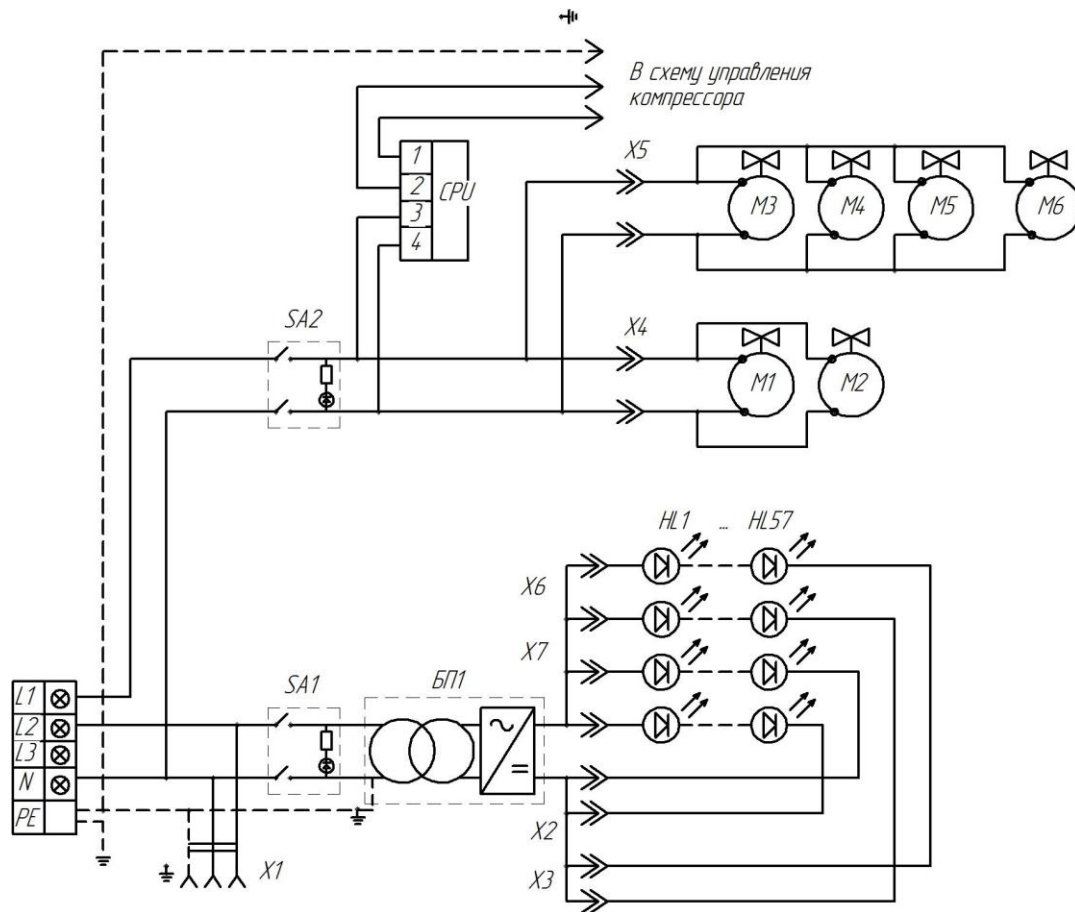 В схему управления
компрессора
X5
1
2
3
4
CPU
M3
M4
M5
M6
SA2
X4
M1
M2
HL1 ... HL57
X6
X7
L1
L2
L3
N
PE
SA1
БП1
X2
X1
X3